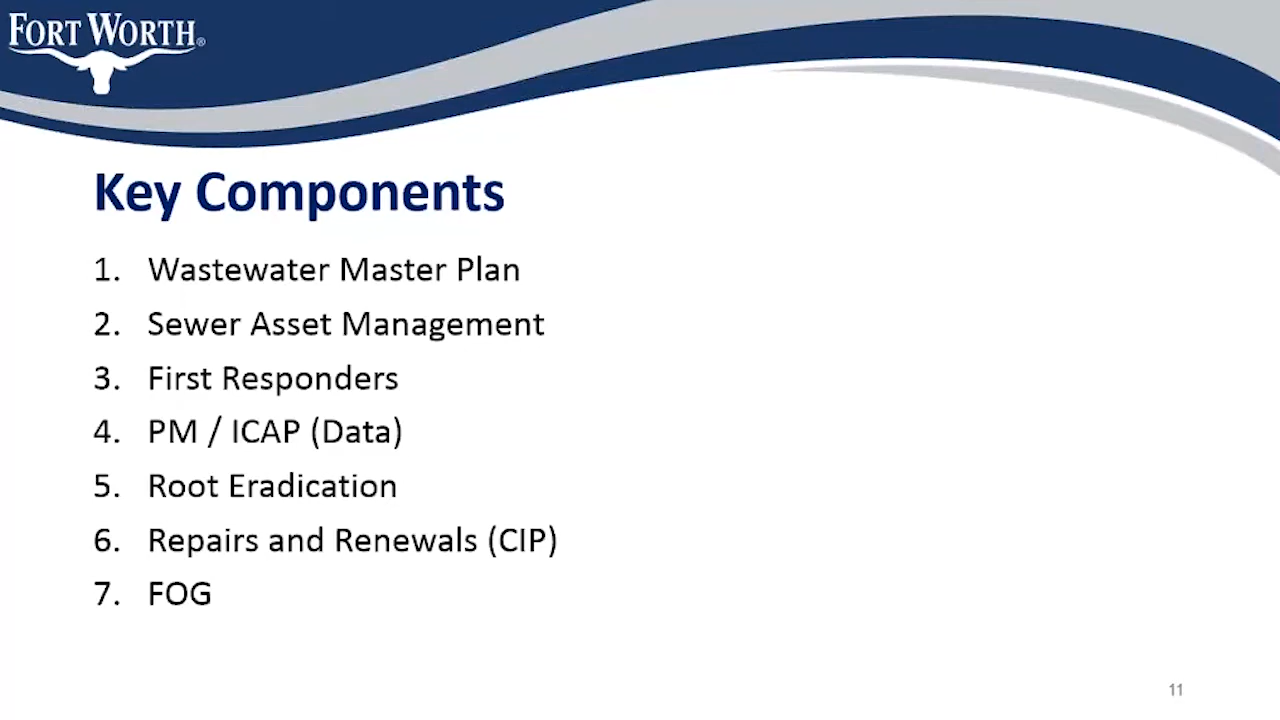 FORT WORTH®
Key Components
1. Wastewater Master Plan
2. Sewer Asset Management
3. First Responders
4. PM / ICAP (Data)
5. Root Eradication
6. Repairs and Renewals (CIP)
7. FOG
11